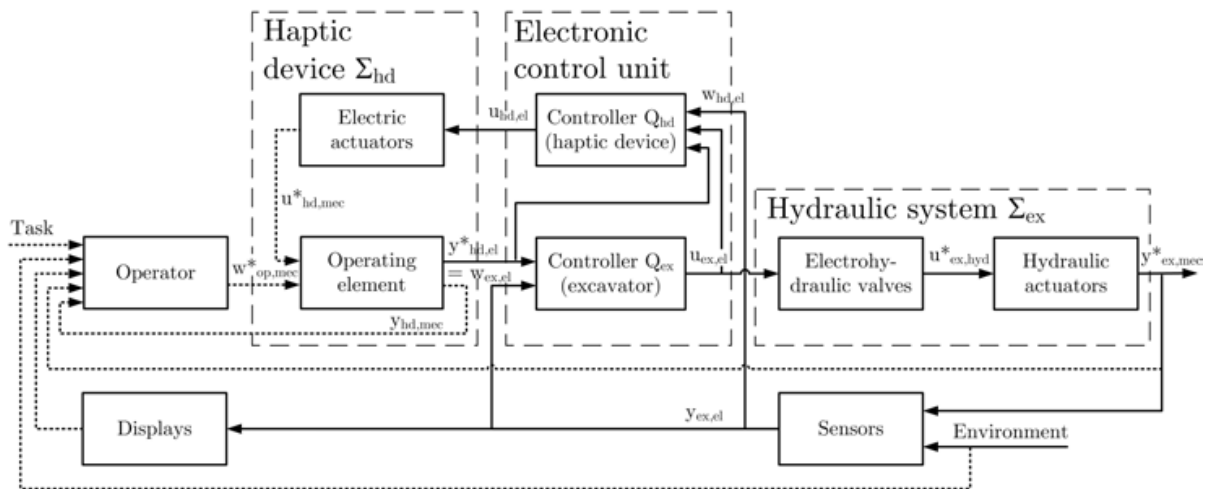 Haptic
device Σhd
Electronic
control unit
Electric
actuators
uhd,el
Controller Qhd
(haptic device)
whd,el
u*hd,mec
Hydraulic system Σex
Task
Operator
w*op,mec
Operating
element
y*hd,el
= wex,el
Controller Qex
(excavator)
uex,el
Electrohy-
draulic valves
u*ex,hyd
Hydraulic
actuators
y*ex,mec
yhd,mec
Displays
yex,el
Sensors
Environment